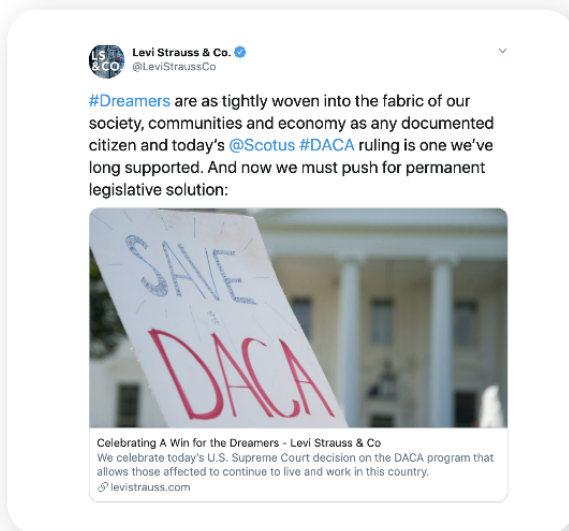 LS
&CO.
Levi Strauss & Co.
@LeviStraussCo
#Dreamers are as tightly woven into the fabric of our
society, communities and economy as any documented
citizen and today's @Scotus #DACA ruling is one we've
long supported. And now we must push for permanent
legislative solution:
SAVE
DACA
Celebrating A Win for the Dreamers - Levi Strauss & Co
We celebrate today's U.S. Supreme Court decision on the DACA program that
allows those affected to continue to live and work in this country.
levistrauss.com